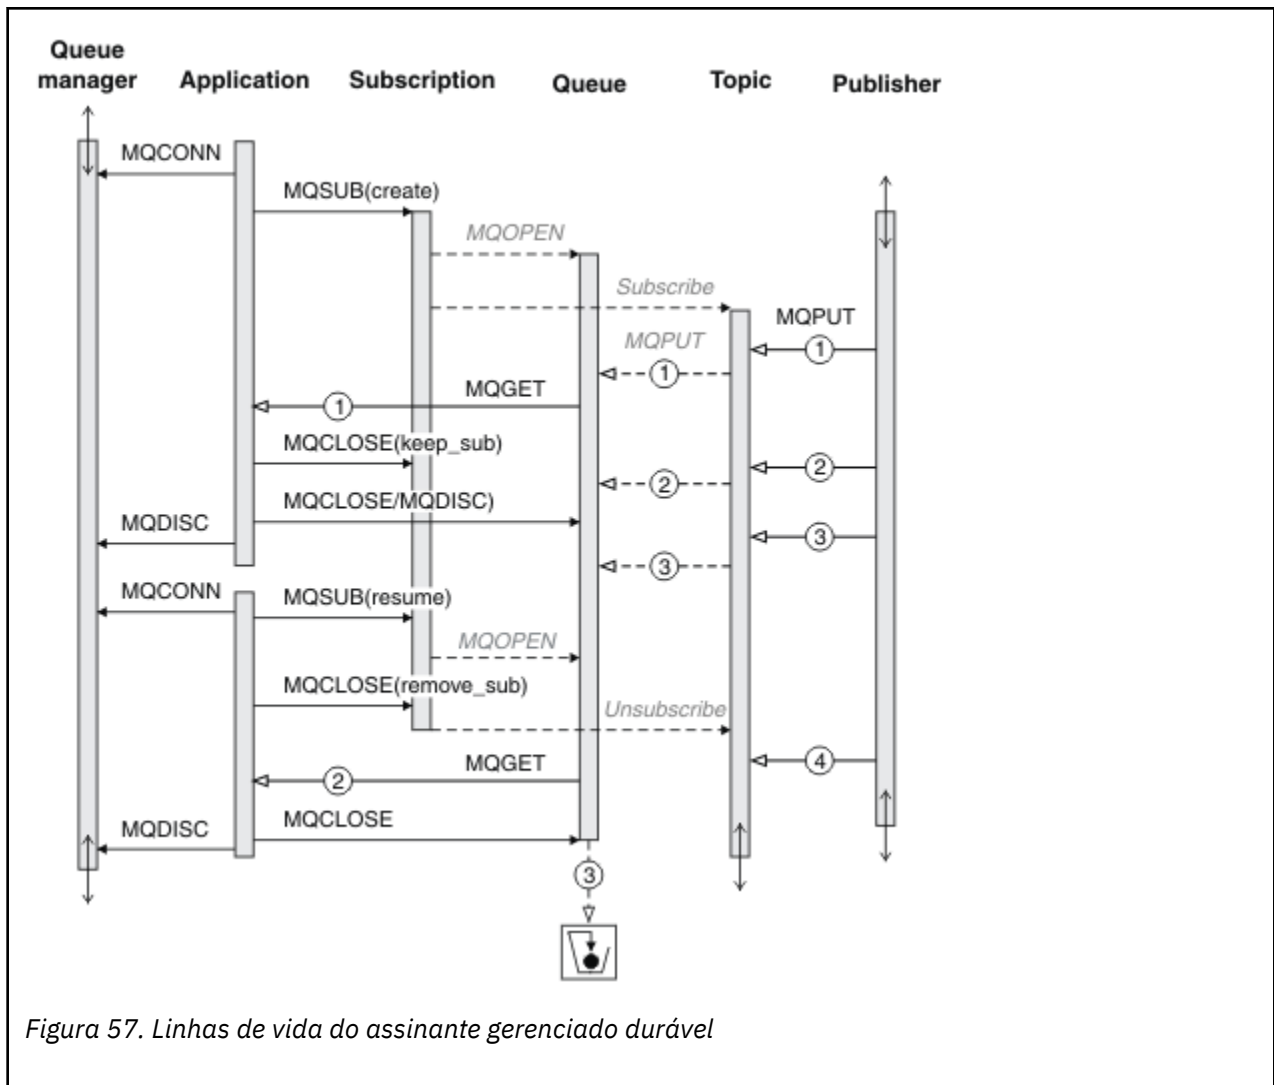 Queue
manager
Application
Subscription
Queue
Topic
Publisher
MQCONN
MQSUB(create)
MQOPEN
Subscribe
MQPUT
1
MQPUT
1
MQGET
1
MQCLOSE(keep_sub)
2
2
MQCLOSE/MQDISC)
MQDISC
3
3
MQCONN
MQSUB(resume)
MQOPEN
MQCLOSE(remove_sub)
Unsubscribe
4
MQGET
2
MQCLOSE
MQDISC
3
Figura 57. Linhas de vida do assinante gerenciado durável